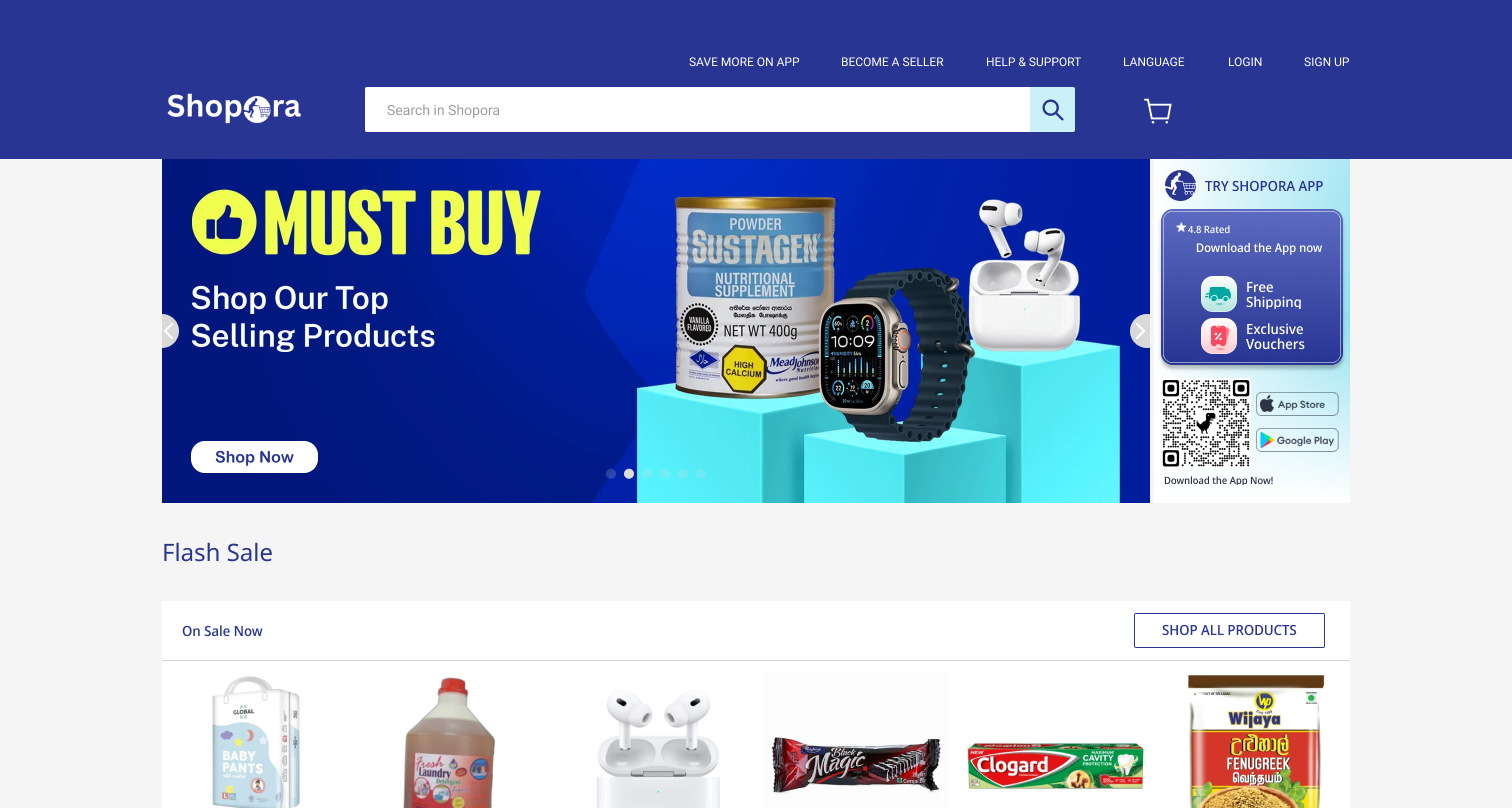 SAVE MORE ON APP
BECOME A SELLER
HELP & SUPPORT
LANGUAGE
LOGIN
SIGN UP
Shopora
Search in Shopora
MUST BUY
Shop Our Top
Selling Products
Shop Now
POWDER
SUSTAGEN
NUTRITIONAL
SUPPLEMENT
VANILLA
FLAVORED
NET WT 400g
HIGH
CALCIUM
MeadJohnson
10:09
TRY SHOPORA APP
4.8 Rated
Download the App now
Free
Shipping
Exclusive
Vouchers
App Store
Google Play
Download the App Now!
Flash Sale
On Sale Now
SHOP ALL PRODUCTS
GLOBAL
BABY
PANTS
Fresh
Laundry
Detergent
Black
Magic
NEW
Clogard
MAXIMUM
CAVITY
PROTECTION
Wijaya
උළුහාල්
FENUGREEK
வெந்தயம்